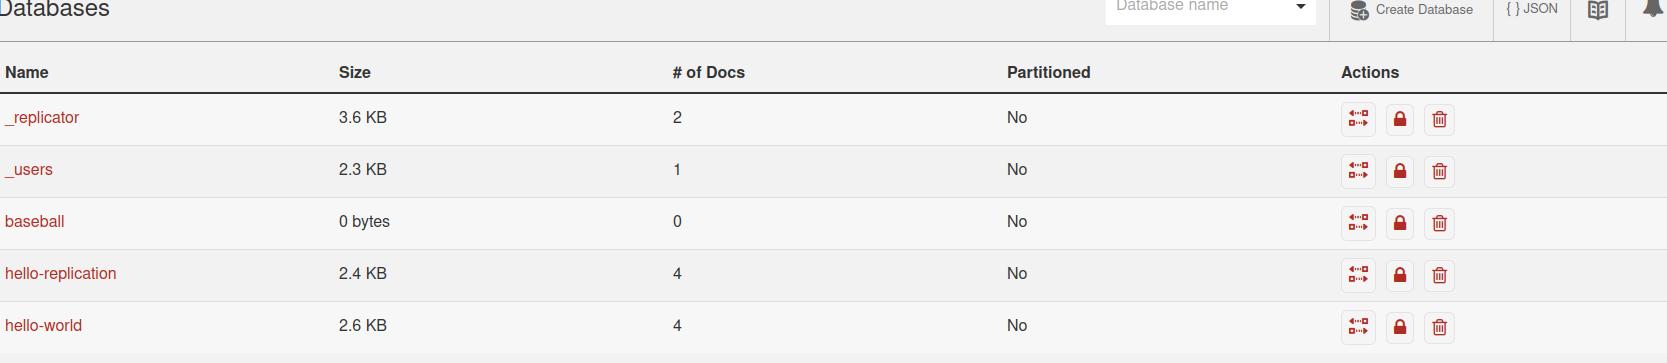 Databases
Database name
Create Database
{ } JSON
Name Size # of Docs Partitioned Actions
_replicator 3.6 KB 2 No
_users 2.3 KB 1 No
baseball 0 bytes 0 No
hello-replication 2.4 KB 4 No
hello-world 2.6 KB 4 No